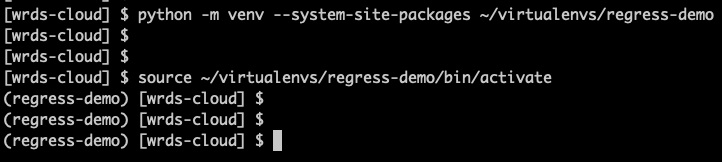 [wrds-cloud] $ python -m venv --system-site-packages ~/virtualenvs/regress-demo
[wrds-cloud] $
[wrds-cloud] $
[wrds-cloud] $ source ~/virtualenvs/regress-demo/bin/activate
(regress-demo) [wrds-cloud] $
(regress-demo) [wrds-cloud] $
(regress-demo) [wrds-cloud] $